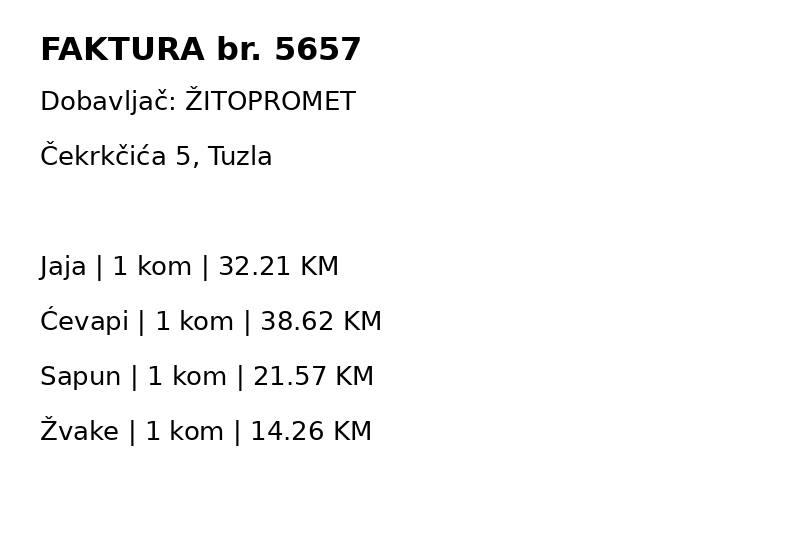 FAKTURA br. 5657
Dobavljač: ŽITOPROMET
Čekrkčića 5, Tuzla
Jaja | 1 kom | 32.21 KM
Ćevapi | 1 kom | 38.62 KM
Sapun | 1 kom | 21.57 KM
Žvake | 1 kom | 14.26 KM